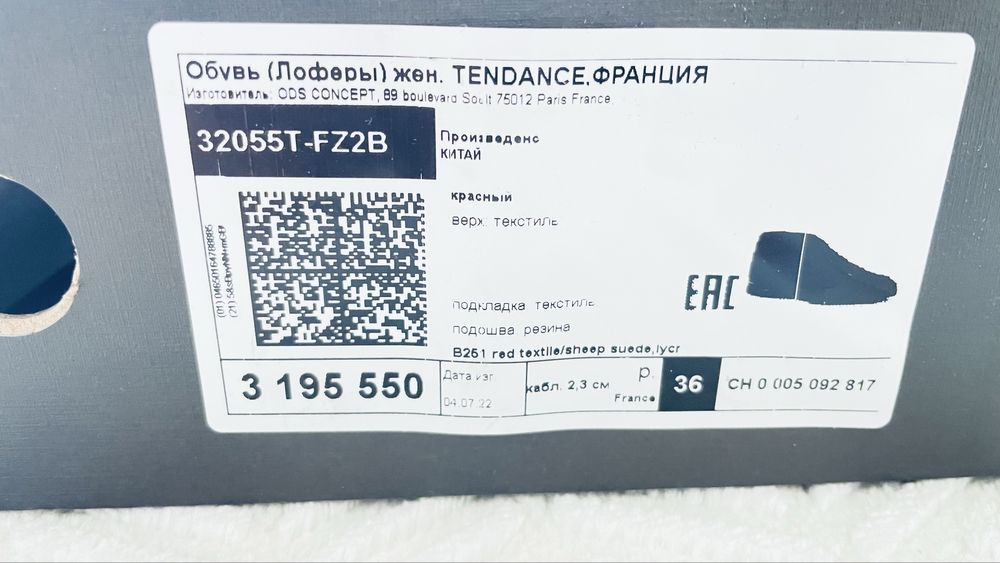 Обувь (Лоферы) жен. TENDANCE,ФРАНЦИЯ
Изготовитель: ODS CONCEPT, 89 boulevard Soult 75012 Paris France,
32055T-FZ2B
Произведено
КИТАЙ
красный
верх: текстиль
подкладка текстиль
подошва резина
B251 red textile/sheep suede,lycr
3 195 550
Дата изг
04.07.22
кабл. 2,3 см
р.
France
36
CH 0 005 092 817
EAC